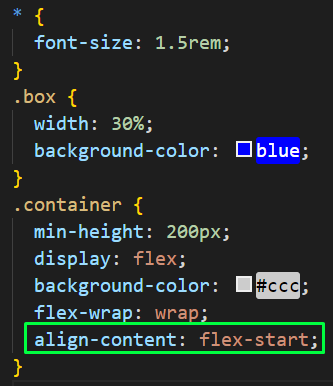 * {
font-size: 1.5rem;
}
.box {
width: 30%;
background-color: blue;
}
.container {
min-height: 200px;
display: flex;
background-color: #ccc;
flex-wrap: wrap;
align-content: flex-start;
}